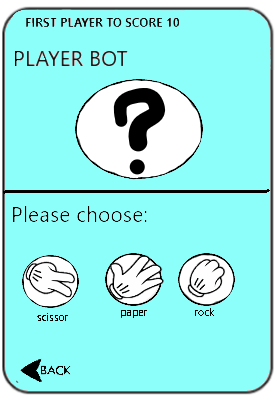 FIRST PLAYER TO SCORE 10
PLAYER BOT
?
Please choose:
scissor paper rock
BACK